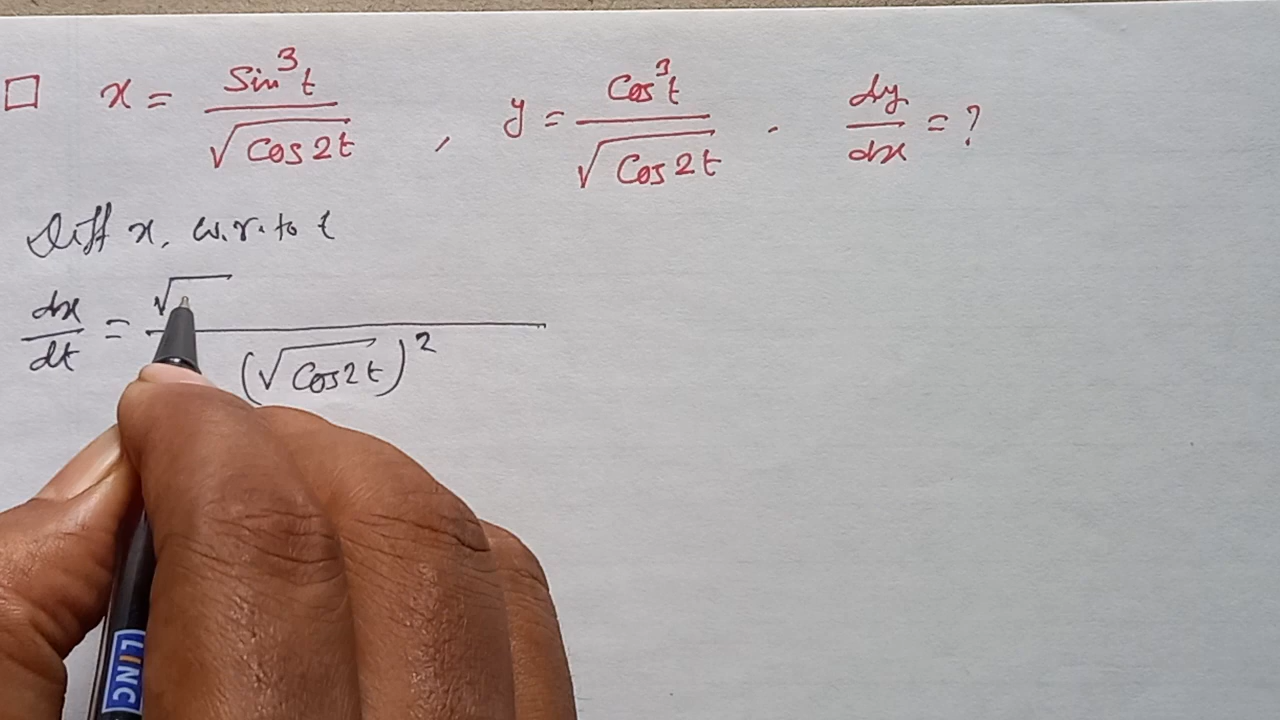 □ x = Sin³t / √Cos2t , y = Cos³t / √Cos2t . dy/dx = ?
Diff x, w.r.to t
dx/dt = √ / (√Cos2t)²
LINC